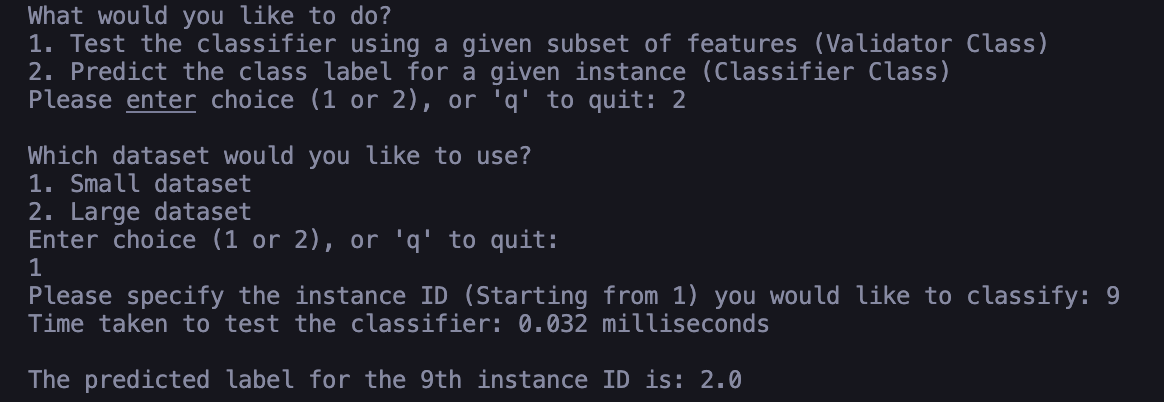 What would you like to do?
1. Test the classifier using a given subset of features (Validator Class)
2. Predict the class label for a given instance (Classifier Class)
Please enter choice (1 or 2), or 'q' to quit: 2
Which dataset would you like to use?
1. Small dataset
2. Large dataset
Enter choice (1 or 2), or 'q' to quit:
1
Please specify the instance ID (Starting from 1) you would like to classify: 9
Time taken to test the classifier: 0.032 milliseconds
The predicted label for the 9th instance ID is: 2.0